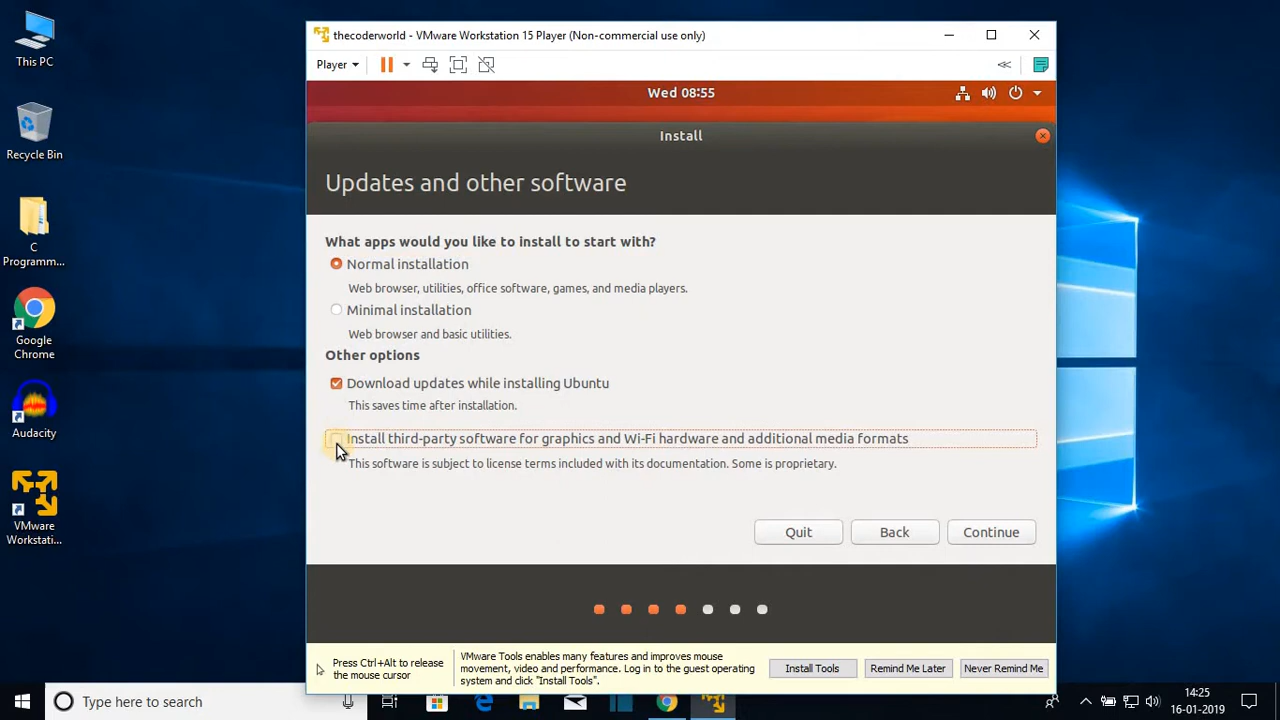 This PC
Recycle Bin
C
Programm...
Google
Chrome
Audacity
VMware
Workstati...
thecoderworld - VMware Workstation 15 Player (Non-commercial use only)
Player
Wed 08:55
Install
Updates and other software
What apps would you like to install to start with?
Normal installation
Web browser, utilities, office software, games, and media players.
Minimal installation
Web browser and basic utilities.
Other options
Download updates while installing Ubuntu
This saves time after installation.
Install third-party software for graphics and Wi-Fi hardware and additional media formats
This software is subject to license terms included with its documentation. Some is proprietary.
Quit
Back
Continue
Press Ctrl+Alt to release
the mouse cursor
VMware Tools enables many features and improves mouse
movement, video and performance. Log in to the guest operating
system and click "Install Tools".
Install Tools
Remind Me Later
Never Remind Me
Type here to search
14:25
16-01-2019